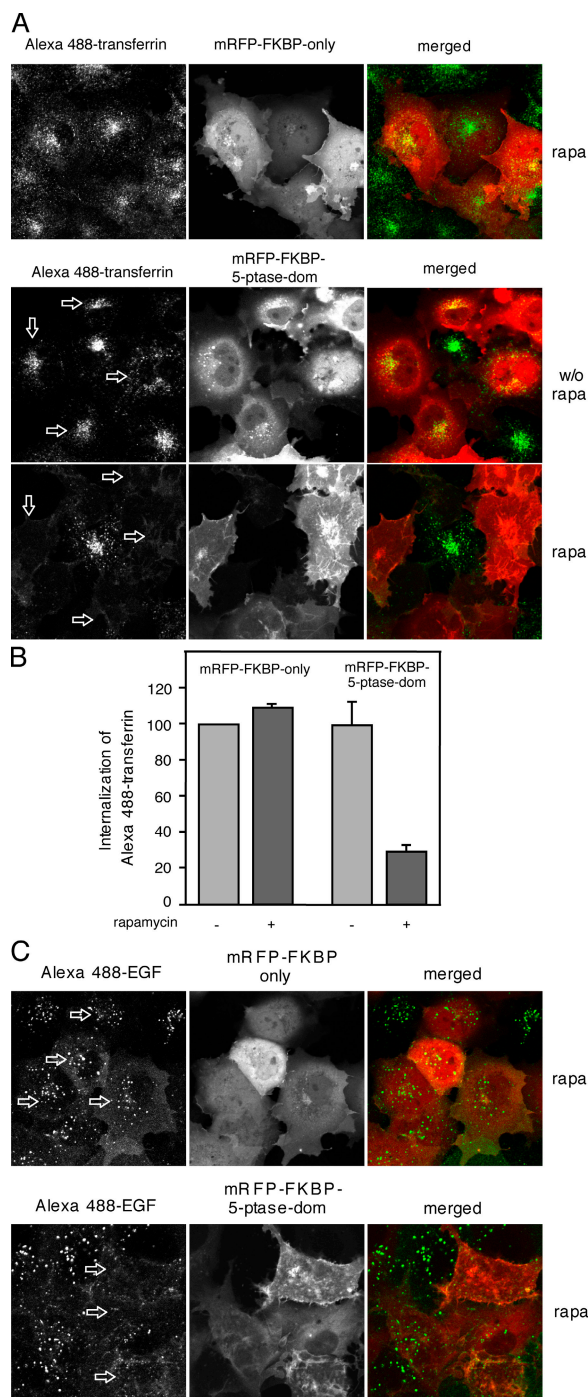 A
Alexa 488-transferrin
mRFP-FKBP-only
merged
rapa
Alexa 488-transferrin
mRFP-FKBP-
5-ptase-dom
merged
w/o
rapa
rapa
B
mRFP-FKBP-only
mRFP-FKBP-
5-ptase-dom
Internalization of
Alexa 488-transferrin
120
100
80
60
40
20
0
rapamycin - + - +
C
Alexa 488-EGF
mRFP-FKBP
only
merged
rapa
Alexa 488-EGF
mRFP-FKBP-
5-ptase-dom
merged
rapa